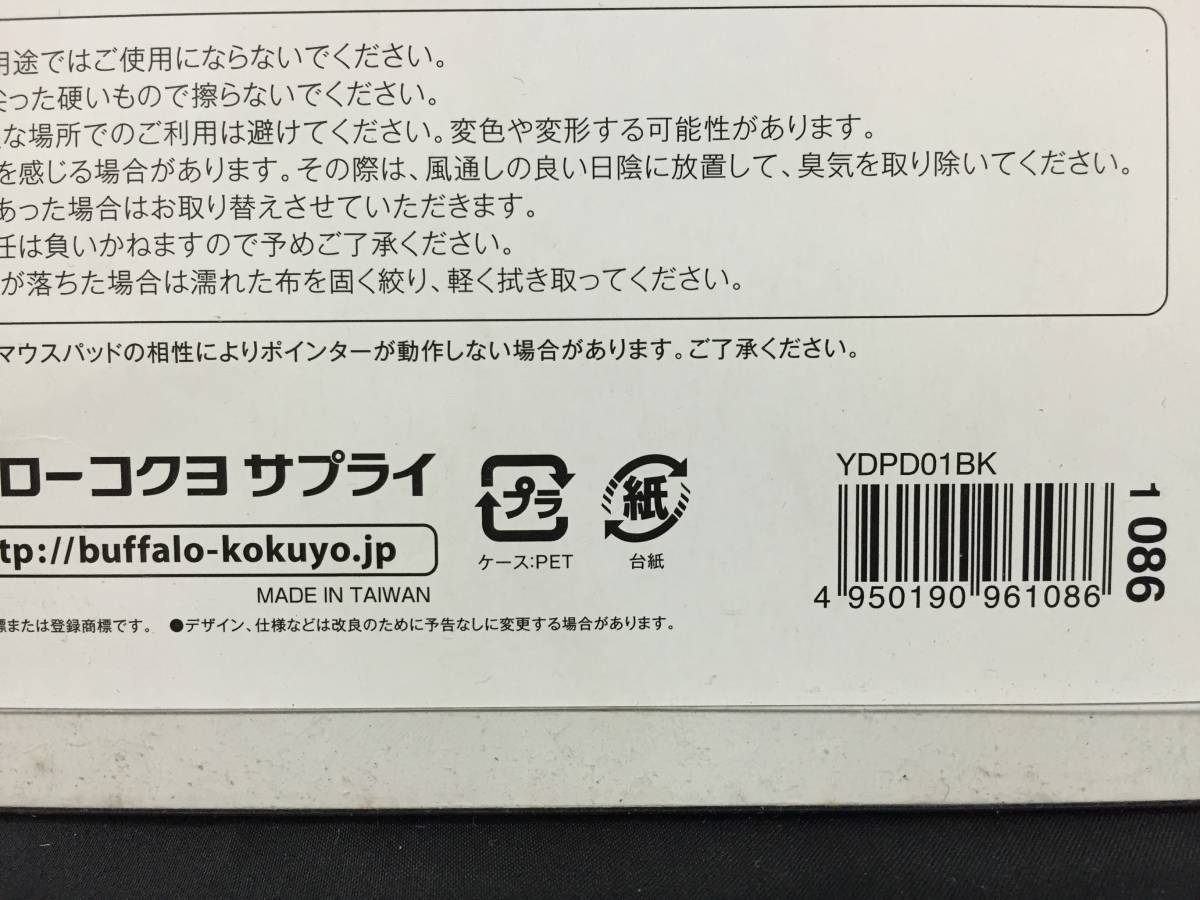 用途ではご使用にならないでください。
尖った硬いもので擦らないでください。
な場所でのご利用は避けてください。変色や変形する可能性があります。
を感じる場合があります。その際は、風通しの良い日陰に放置して、臭気を取り除いてください。
あった場合はお取り替えさせていただきます。
任は負いかねますので予めご了承ください。
が落ちた場合は濡れた布を固く絞り、軽く拭き取ってください。
マウスパッドの相性によりポインターが動作しない場合があります。ご了承ください。
ローコクヨ サプライ
tp://buffalo-kokuyo.jp
MADE IN TAIWAN
標または登録商標です。 ●デザイン、仕様などは改良のために予告なしに変更する場合があります。
プラ
ケース:PET
紙
台紙
YDPD01BK
4 950190 961086
1086